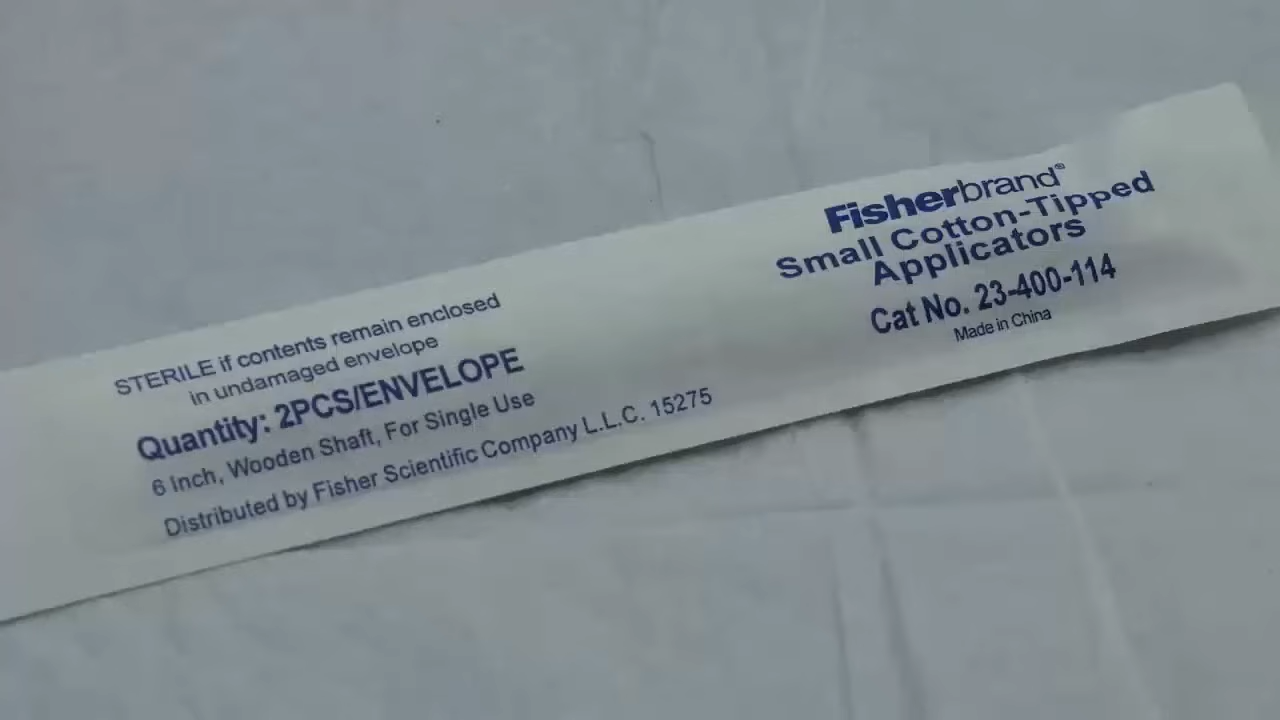 Fisherbrand®
Small Cotton-Tipped
Applicators
Cat No. 23-400-114
Made in China
STERILE if contents remain enclosed
in undamaged envelope
Quantity: 2PCS/ENVELOPE
6 Inch, Wooden Shaft, For Single Use
Distributed by Fisher Scientific Company L.L.C. 15275